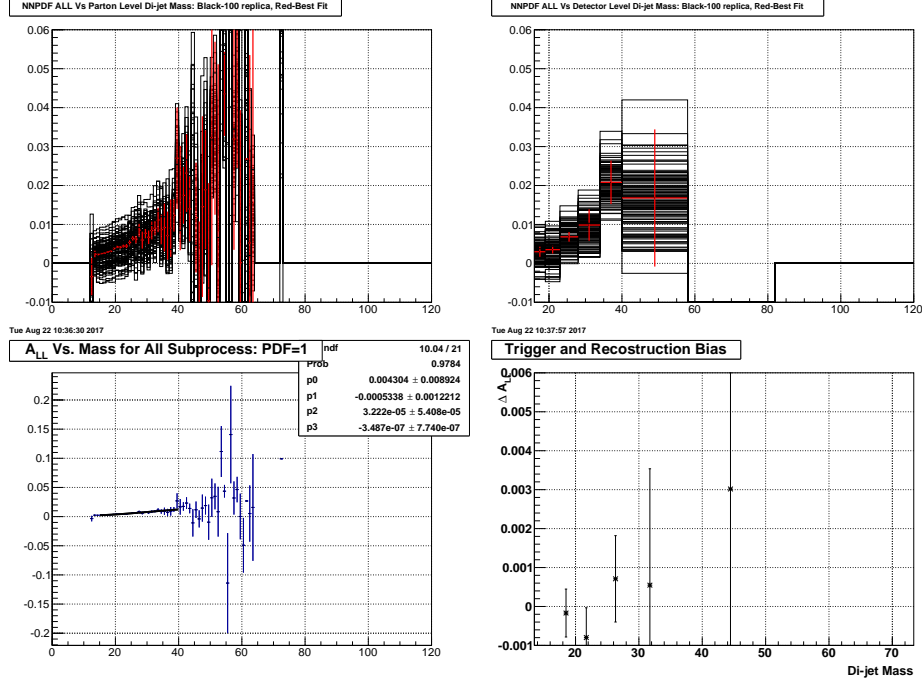 NNPDF ALL Vs Parton Level Di-jet Mass: Black-100 replica, Red-Best Fit
0.06
0.05
0.04
0.03
0.02
0.01
0
-0.01
0 20 40 60 80 100 120
Tue Aug 22 10:36:30 2017
NNPDF ALL Vs Detector Level Di-jet Mass: Black-100 replica, Red-Best Fit
0.06
0.05
0.04
0.03
0.02
0.01
0
-0.01
20 40 60 80 100 120
Tue Aug 22 10:37:57 2017
ALL Vs. Mass for All Subprocess: PDF=1
ndf 10.04 / 21
Prob 0.9784
p0 0.004304 ± 0.008924
p1 -0.0005338 ± 0.0012212
p2 3.222e-05 ± 5.408e-05
p3 -3.487e-07 ± 7.740e-07
0.2
0.15
0.1
0.05
0
-0.05
-0.1
-0.15
-0.2
0 20 40 60 80 100 120
Trigger and Recostruction Bias
Δ ALL
0.006
0.005
0.004
0.003
0.002
0.001
0
-0.001
20 30 40 50 60 70
Di-jet Mass